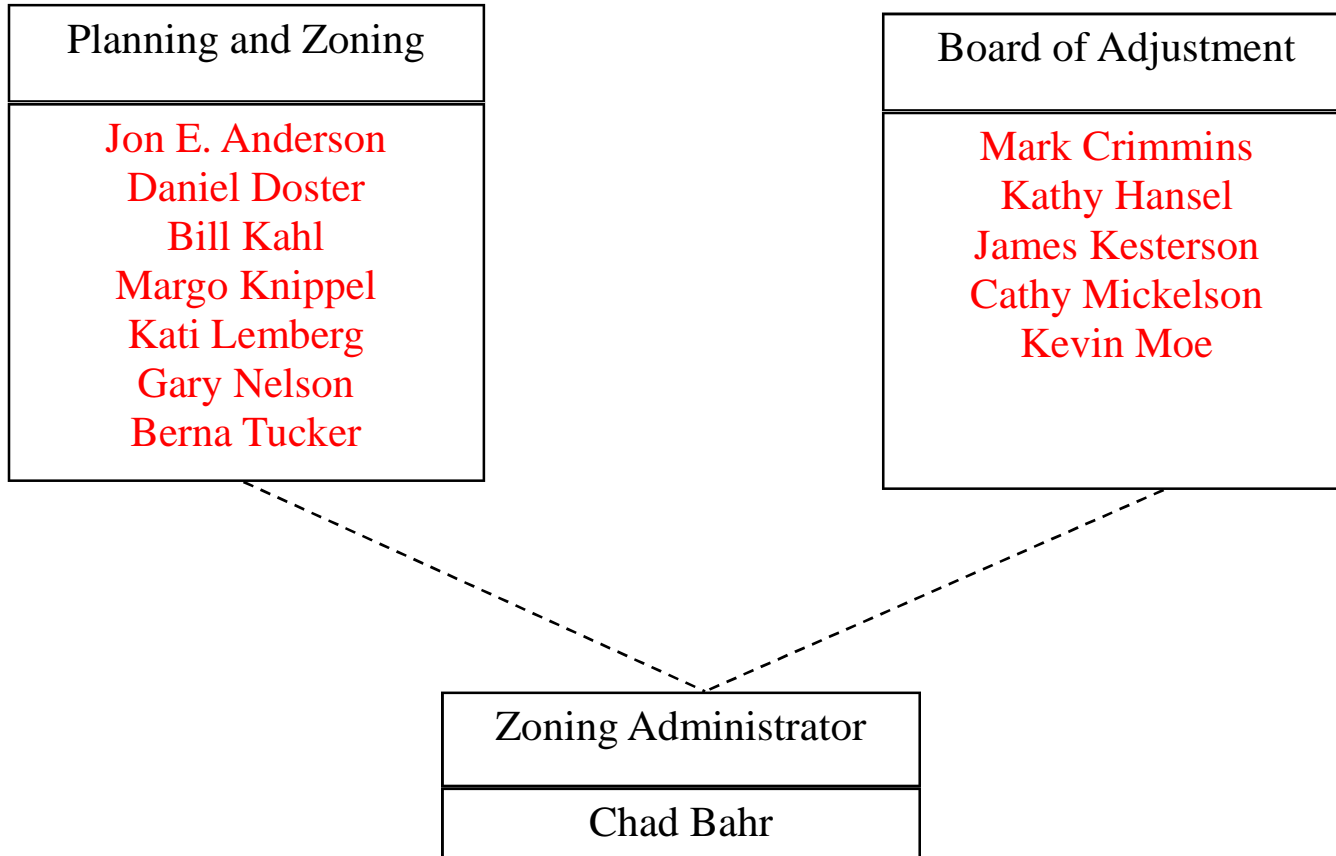 Planning and Zoning
Jon E. Anderson
Daniel Doster
Bill Kahl
Margo Knippel
Kati Lemberg
Gary Nelson
Berna Tucker
Board of Adjustment
Mark Crimmins
Kathy Hansel
James Kesterson
Cathy Mickelson
Kevin Moe
Zoning Administrator
Chad Bahr